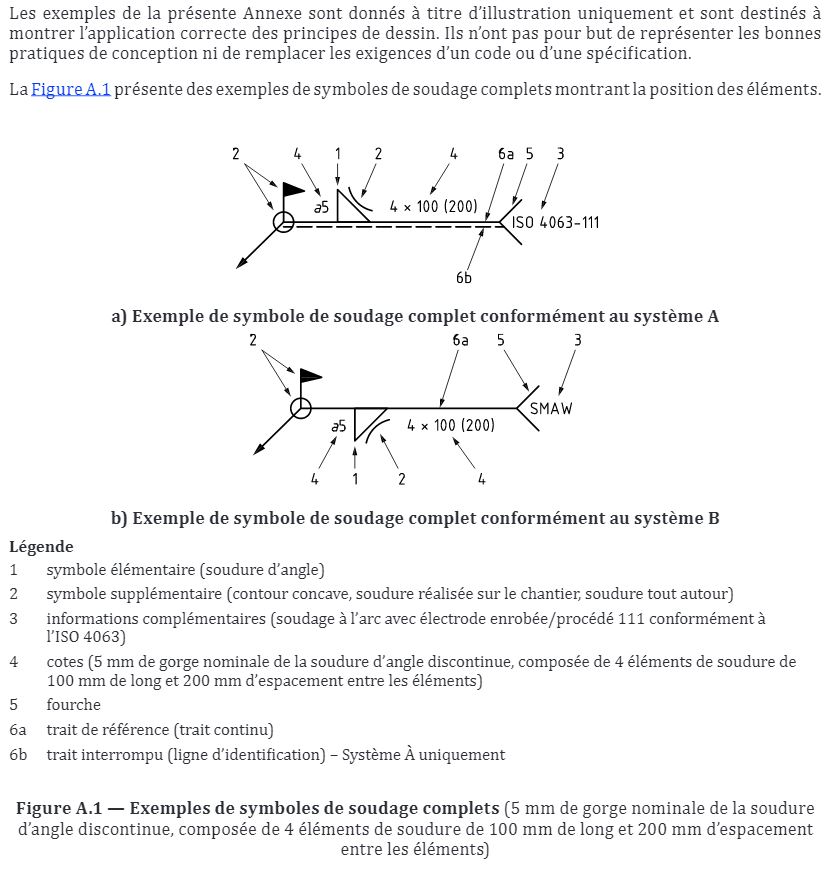 Les exemples de la présente Annexe sont donnés à titre d’illustration uniquement et sont destinés à
montrer l’application correcte des principes de dessin. Ils n’ont pas pour but de représenter les bonnes
pratiques de conception ni de remplacer les exigences d’un code ou d’une spécification.
La Figure A.1 présente des exemples de symboles de soudage complets montrant la position des éléments.
2 4 1 2 4 6a 5 3
a5 4 × 100 (200) ISO 4063-111
6b
a) Exemple de symbole de soudage complet conformément au système A
2 6a 5 3
SMAW
a5 4 × 100 (200)
4 1 2 4
b) Exemple de symbole de soudage complet conformément au système B
Légende
1 symbole élémentaire (soudure d’angle)
2 symbole supplémentaire (contour concave, soudure réalisée sur le chantier, soudure tout autour)
3 informations complémentaires (soudage à l’arc avec électrode enrobée/procédé 111 conformément à
l’ISO 4063)
4 cotes (5 mm de gorge nominale de la soudure d’angle discontinue, composée de 4 éléments de soudure de
100 mm de long et 200 mm d’espacement entre les éléments)
5 fourche
6a trait de référence (trait continu)
6b trait interrompu (ligne d’identification) – Système À uniquement
Figure A.1 — Exemples de symboles de soudage complets (5 mm de gorge nominale de la soudure
d’angle discontinue, composée de 4 éléments de soudure de 100 mm de long et 200 mm d’espacement
entre les éléments)